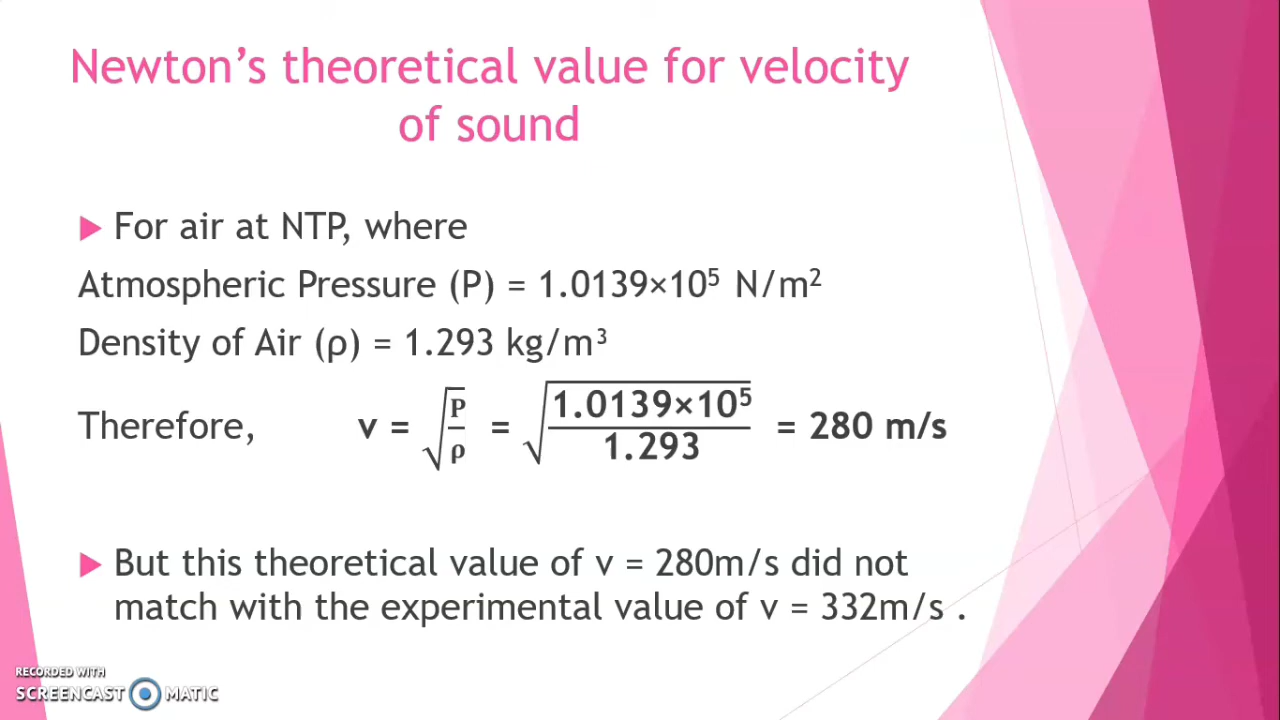 Newton’s theoretical value for velocity
of sound
For air at NTP, where
Atmospheric Pressure (P) = 1.0139×10⁵ N/m²
Density of Air (ρ) = 1.293 kg/m³
Therefore, v = √(P/ρ) = √(1.0139×10⁵/1.293) = 280 m/s
But this theoretical value of v = 280m/s did not
match with the experimental value of v = 332m/s .
RECORDED WITH
SCREENCAST MATIC